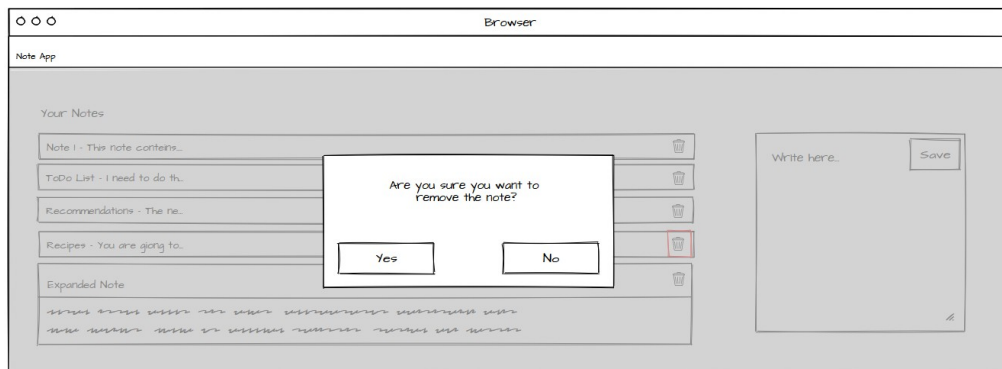 Browser
Note App
Your Notes
Note 1 - This note contains...
ToDo List - I need to do th...
Recommendations - The ne...
Recipes - You are giong to...
Expanded Note
Are you sure you want to
remove the note?
Yes
No
Write here...
Save